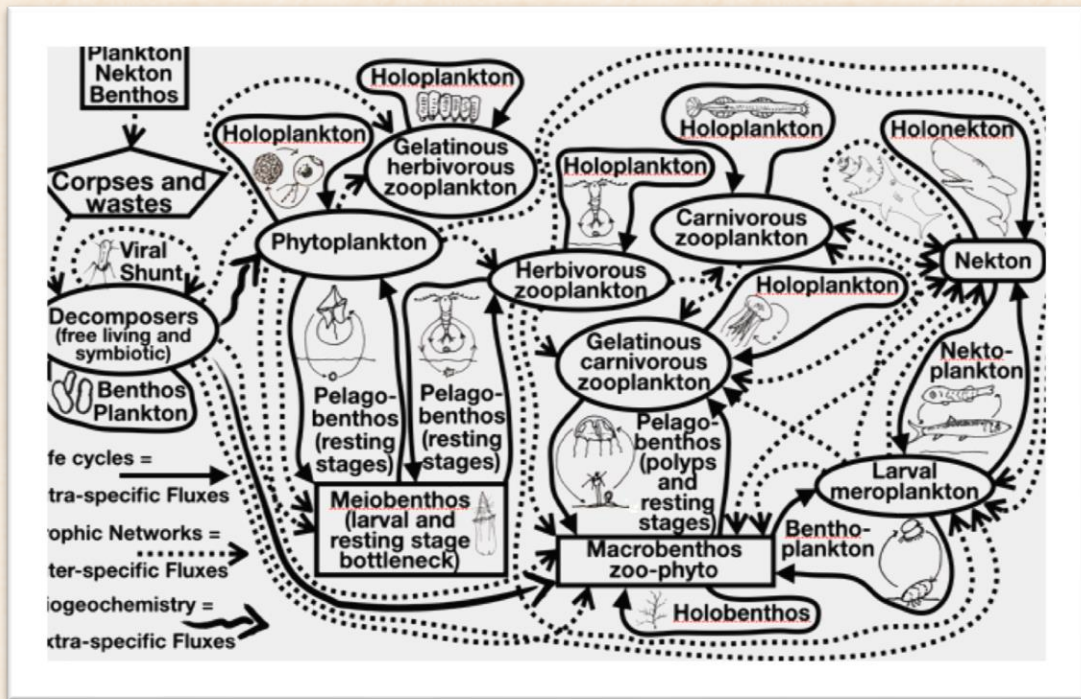 Plankton
Nekton
Benthos
Corpses and
wastes
Viral
Shunt
Decomposers
(free living and
symbiotic)
Benthos
Plankton
fe cycles =
tra-specific Fluxes
ophic Networks =
ter-specific Fluxes
iogeochemistry =
xtra-specific Fluxes
Holoplankton
Phytoplankton
Holoplankton
Gelatinous
herbivorous
zooplankton
Pelago-
benthos
(resting
stages)
Pelago-
benthos
(resting
stages)
Meiobenthos
(larval and
resting stage
bottleneck)
Holoplankton
Herbivorous
zooplankton
Holoplankton
Carnivorous
zooplankton
Holoplankton
Gelatinous
carnivorous
zooplankton
Pelago-
benthos
(polyps
and
resting
stages)
Macrobenthos
zoo-phyto
Holobenthos
Holonekton
Nekton
Nekto-
plankton
Larval
meroplankton
Bentho-
plankton